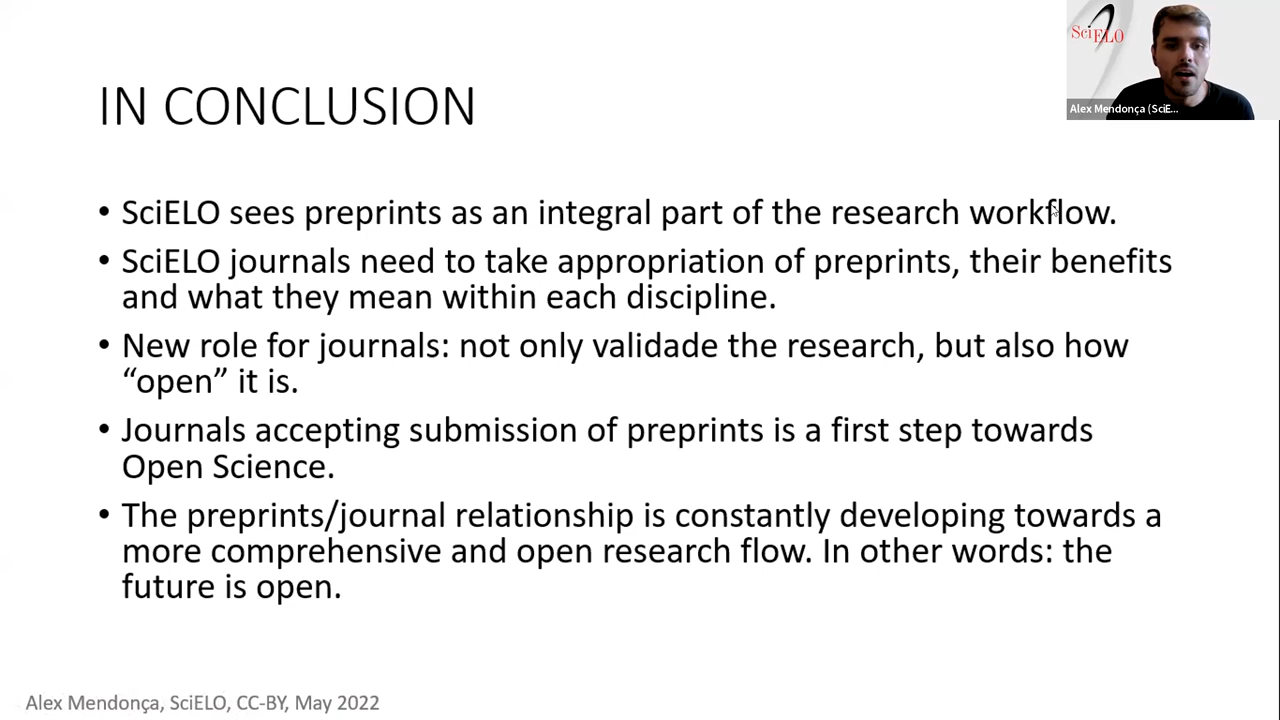 SciELO
Alex Mendonça (SciE...
IN CONCLUSION
• SciELO sees preprints as an integral part of the research workflow.
• SciELO journals need to take appropriation of preprints, their benefits
and what they mean within each discipline.
• New role for journals: not only validade the research, but also how
“open” it is.
• Journals accepting submission of preprints is a first step towards
Open Science.
• The preprints/journal relationship is constantly developing towards a
more comprehensive and open research flow. In other words: the
future is open.
Alex Mendonça, SciELO, CC-BY, May 2022